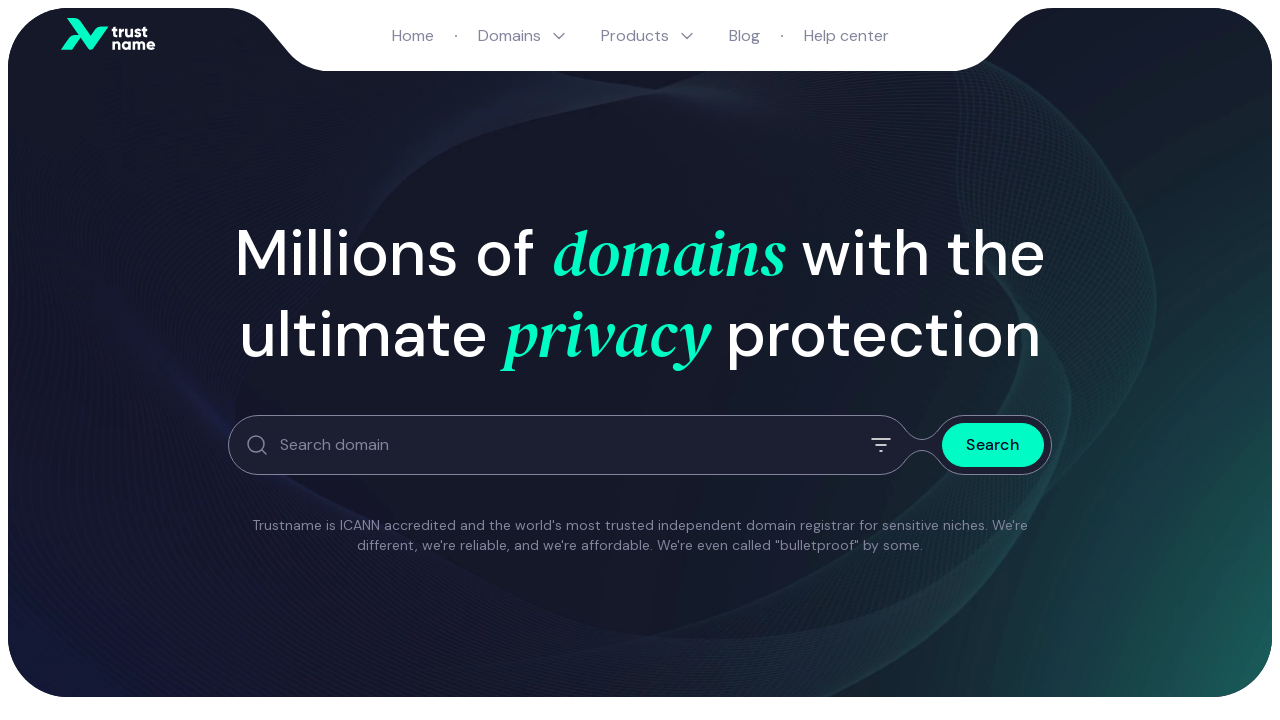 trust
name
Home · Domains Products Blog · Help center
Millions of domains with the
ultimate privacy protection
Search domain
Search
Trustname is ICANN accredited and the world's most trusted independent domain registrar for sensitive niches. We're
different, we're reliable, and we're affordable. We're even called "bulletproof" by some.